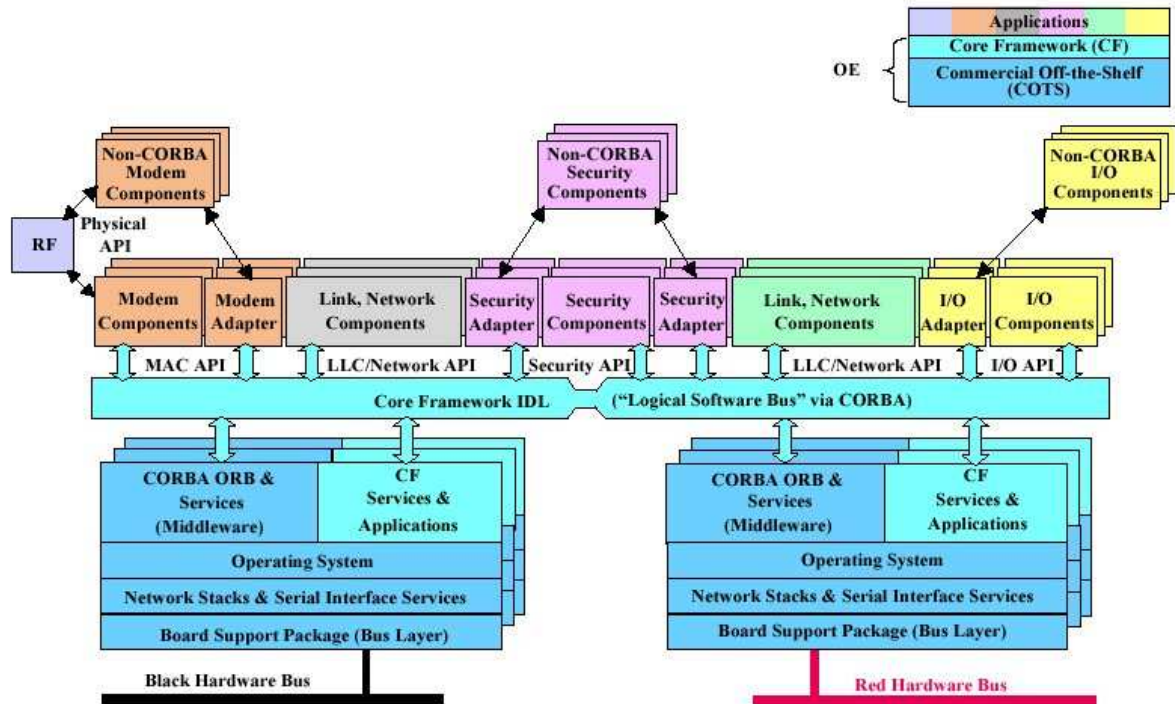 Applications
Core Framework (CF)
OE
Commercial Off-the-Shelf
(COTS)
Non-CORBA
Modem
Components
Non-CORBA
Security
Components
Non-CORBA
I/O
Components
RF
Physical
API
Modem
Components
Modem
Adapter
Link, Network
Components
Security
Adapter
Security
Components
Security
Adapter
Link, Network
Components
I/O
Adapter
I/O
Components
MAC API
LLC/Network API
Security API
LLC/Network API
I/O API
Core Framework IDL
("Logical Software Bus" via CORBA)
CORBA ORB &
Services
(Middleware)
CF
Services &
Applications
Operating System
Network Stacks & Serial Interface Services
Board Support Package (Bus Layer)
Black Hardware Bus
CORBA ORB &
Services
(Middleware)
CF
Services &
Applications
Operating System
Network Stacks & Serial Interface Services
Board Support Package (Bus Layer)
Red Hardware Bus